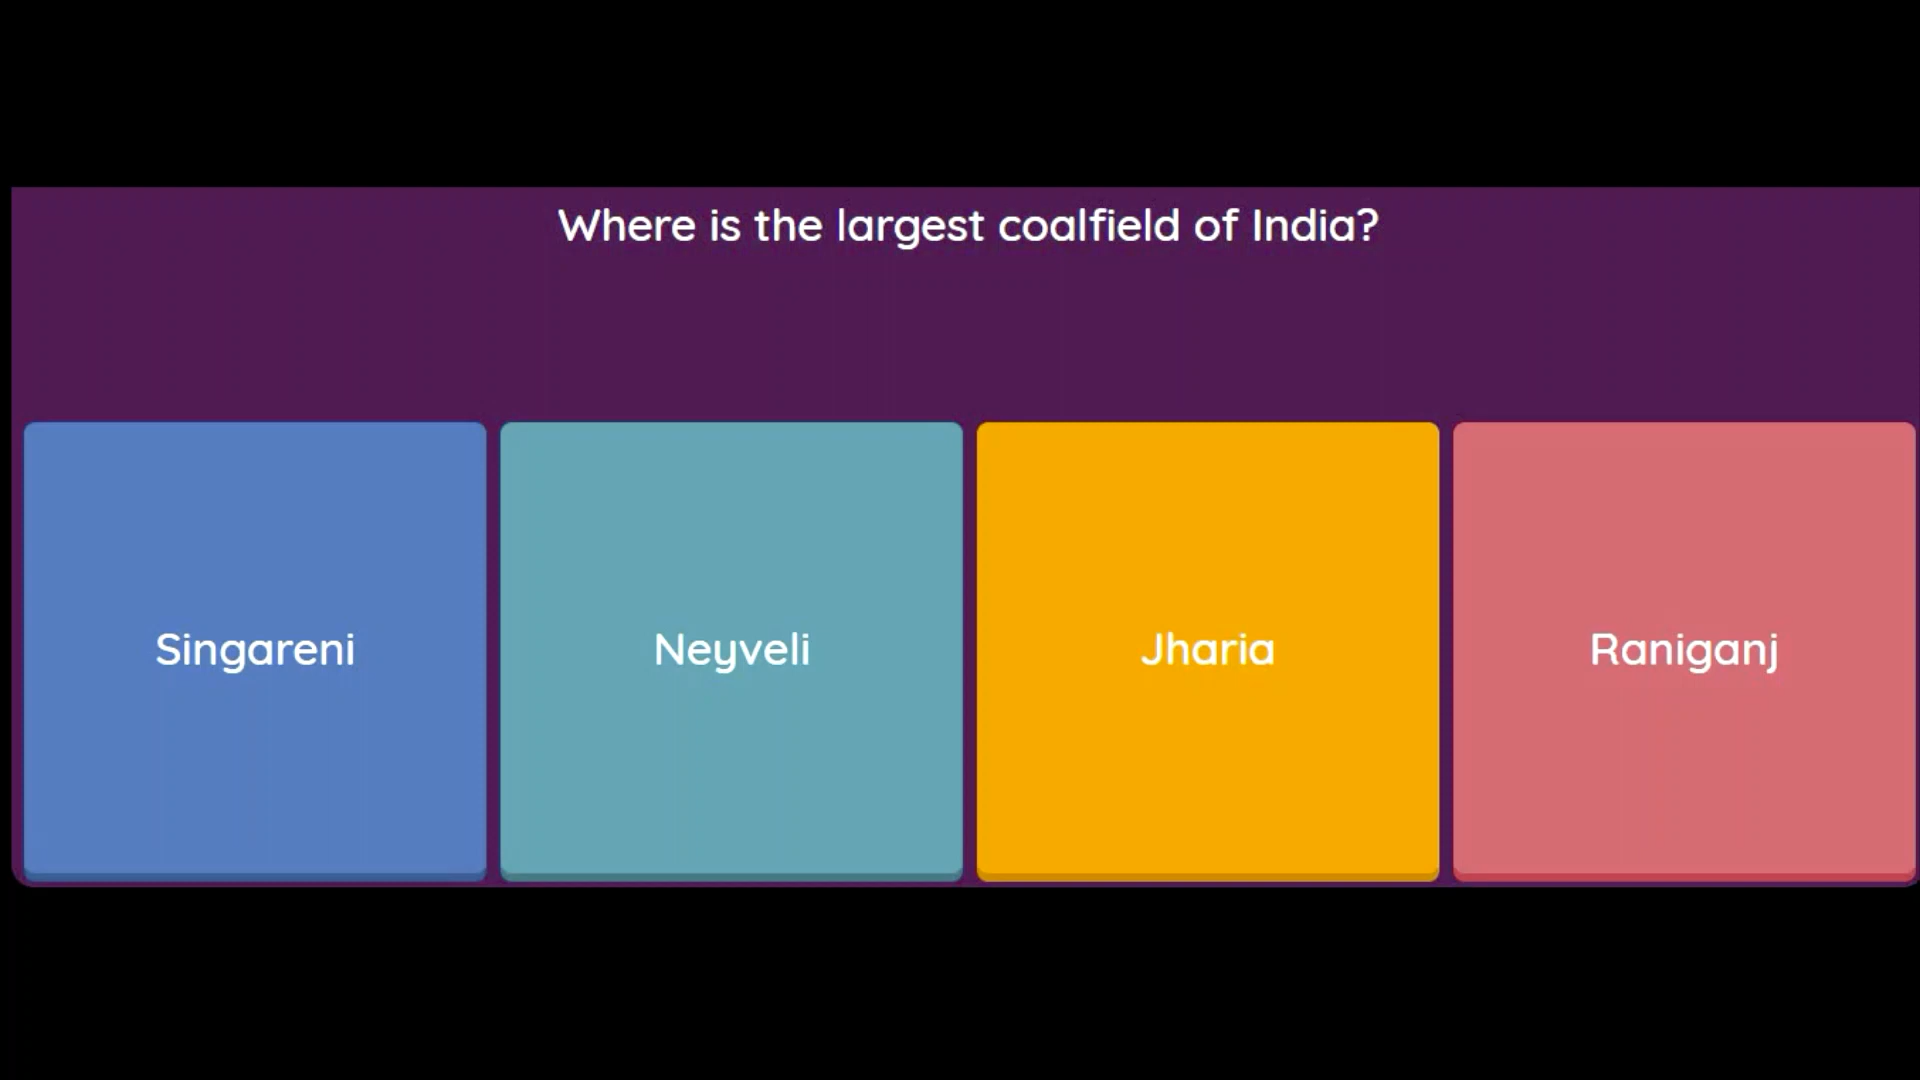 Where is the largest coalfield of India?
Singareni
Neyveli
Jharia
Raniganj